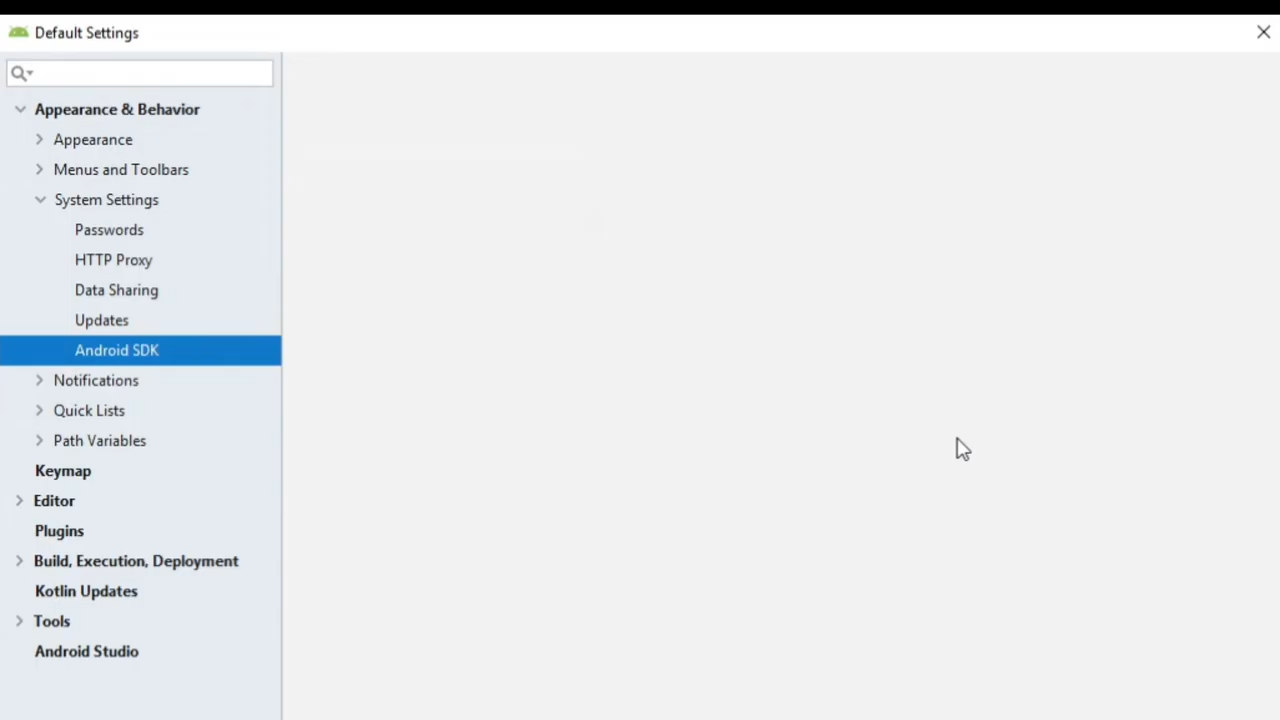 Default Settings
Appearance & Behavior
Appearance
Menus and Toolbars
System Settings
Passwords
HTTP Proxy
Data Sharing
Updates
Android SDK
Notifications
Quick Lists
Path Variables
Keymap
Editor
Plugins
Build, Execution, Deployment
Kotlin Updates
Tools
Android Studio